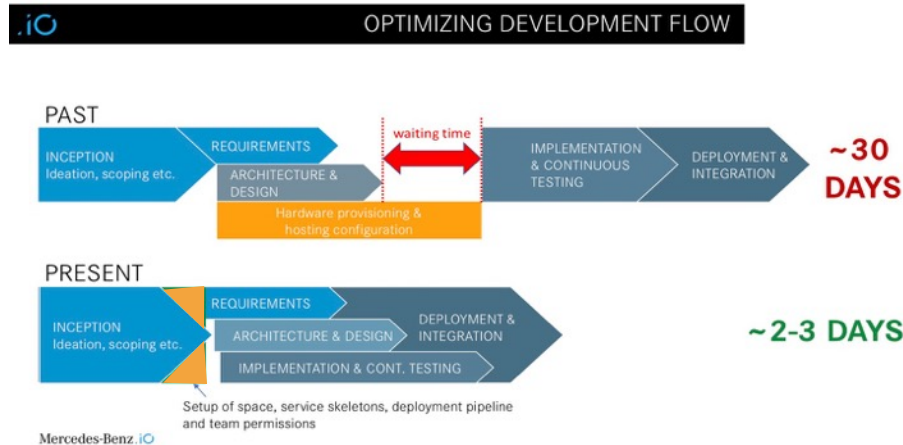 .iO
OPTIMIZING DEVELOPMENT FLOW
PAST
INCEPTION
Ideation, scoping etc.
REQUIREMENTS
ARCHITECTURE &
DESIGN
waiting time
Hardware provisioning &
hosting configuration
IMPLEMENTATION
& CONTINUOUS
TESTING
DEPLOYMENT &
INTEGRATION
~30
DAYS
PRESENT
INCEPTION
Ideation, scoping etc.
REQUIREMENTS
ARCHITECTURE & DESIGN
IMPLEMENTATION & CONT. TESTING
DEPLOYMENT &
INTEGRATION
~2-3 DAYS
Setup of space, service skeletons, deployment pipeline
and team permissions
Mercedes-Benz.iO